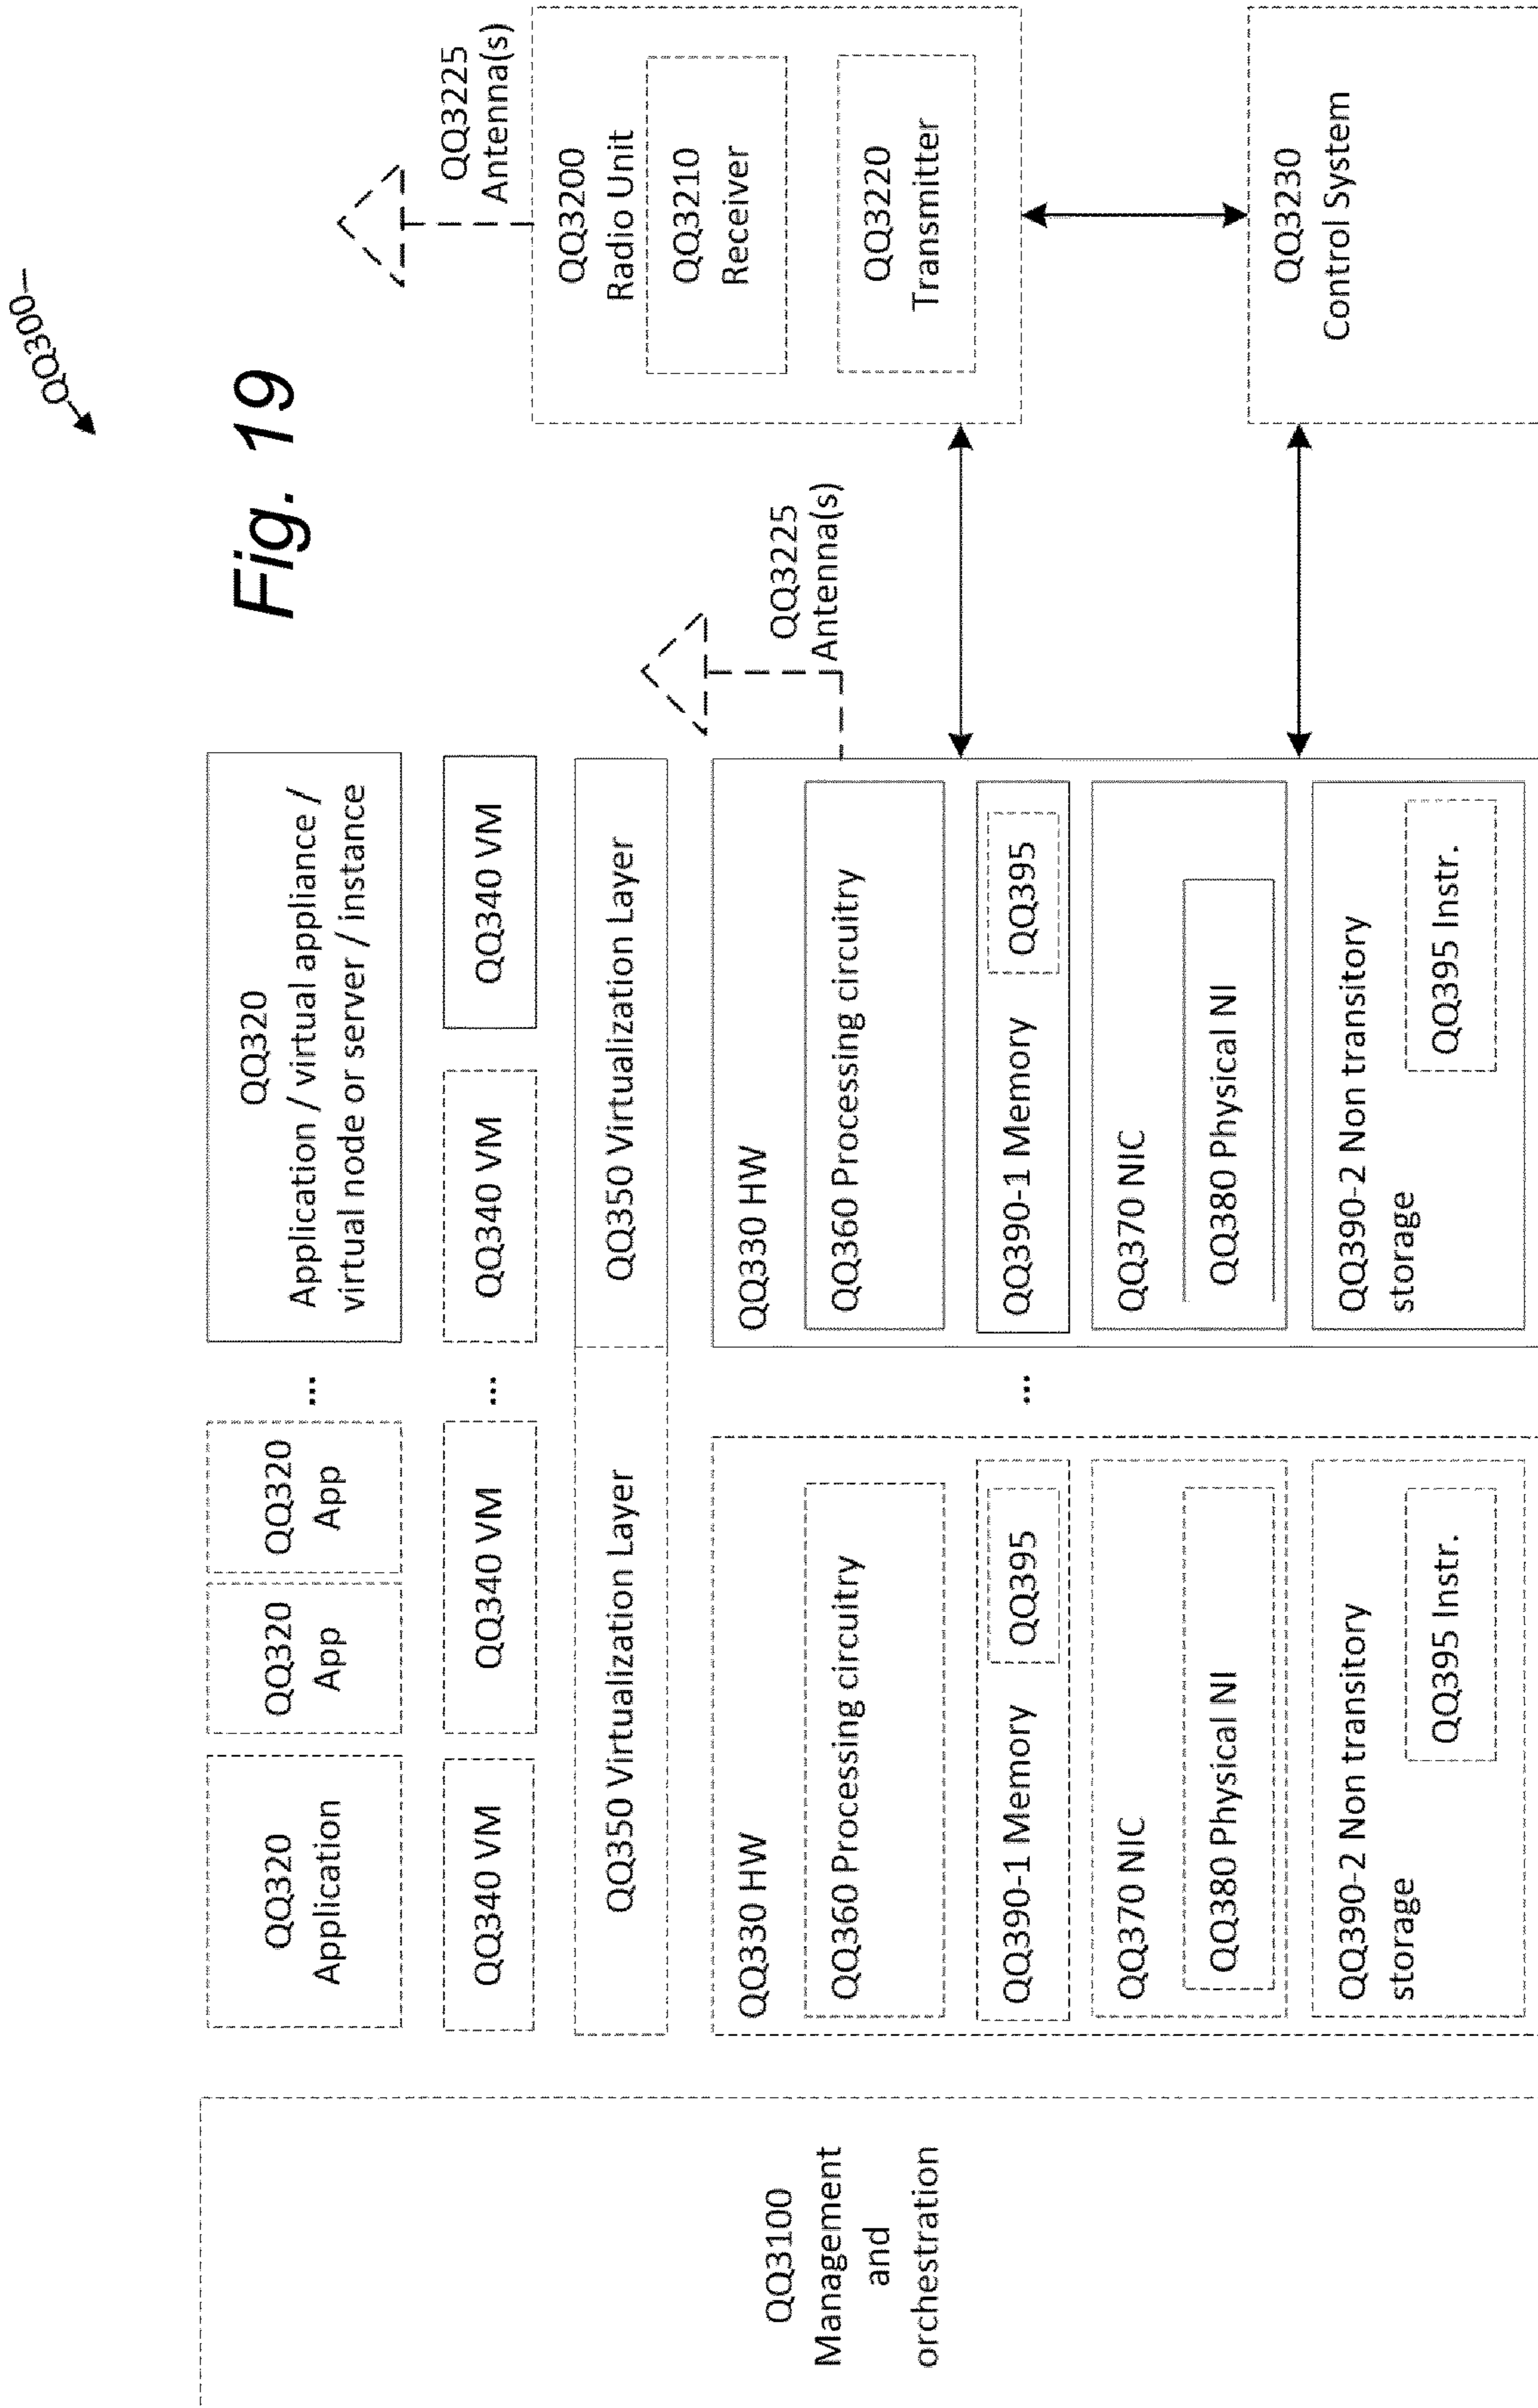 QQ300
Fig. 19
QQ3100
Management
and
orchestration
QQ320
Application
QQ320
App
QQ320
App
...
QQ320
Application / virtual appliance /
virtual node or server / instance
QQ340 VM
QQ340 VM
...
QQ340 VM
QQ340 VM
QQ350 Virtualization Layer
QQ350 Virtualization Layer
QQ330 HW
QQ360 Processing circuitry
QQ390-1 Memory
QQ395
QQ370 NIC
QQ380 Physical NI
QQ390-2 Non transitory
storage
QQ395 Instr.
...
QQ330 HW
QQ360 Processing circuitry
QQ390-1 Memory
QQ395
QQ370 NIC
QQ380 Physical NI
QQ390-2 Non transitory
storage
QQ395 Instr.
QQ3225
Antenna(s)
QQ3225
Antenna(s)
QQ3200
Radio Unit
QQ3210
Receiver
QQ3220
Transmitter
QQ3230
Control System